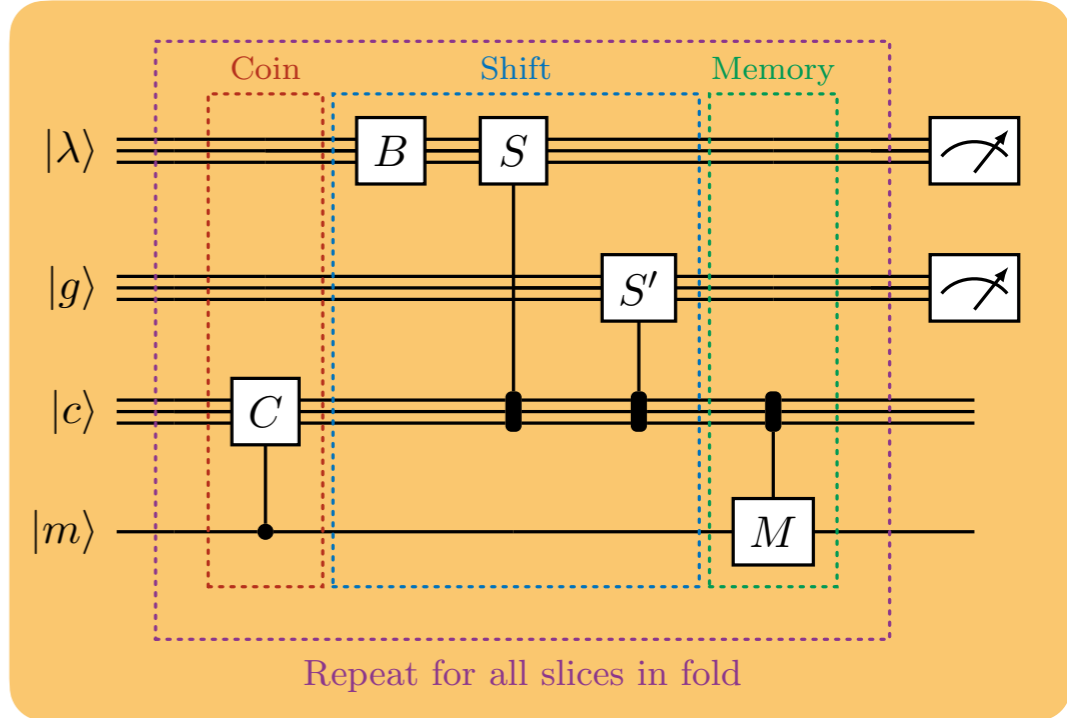 Coin Shift Memory
|λ⟩ B S
|g⟩ S′
|c⟩ C
|m⟩ M
Repeat for all slices in fold